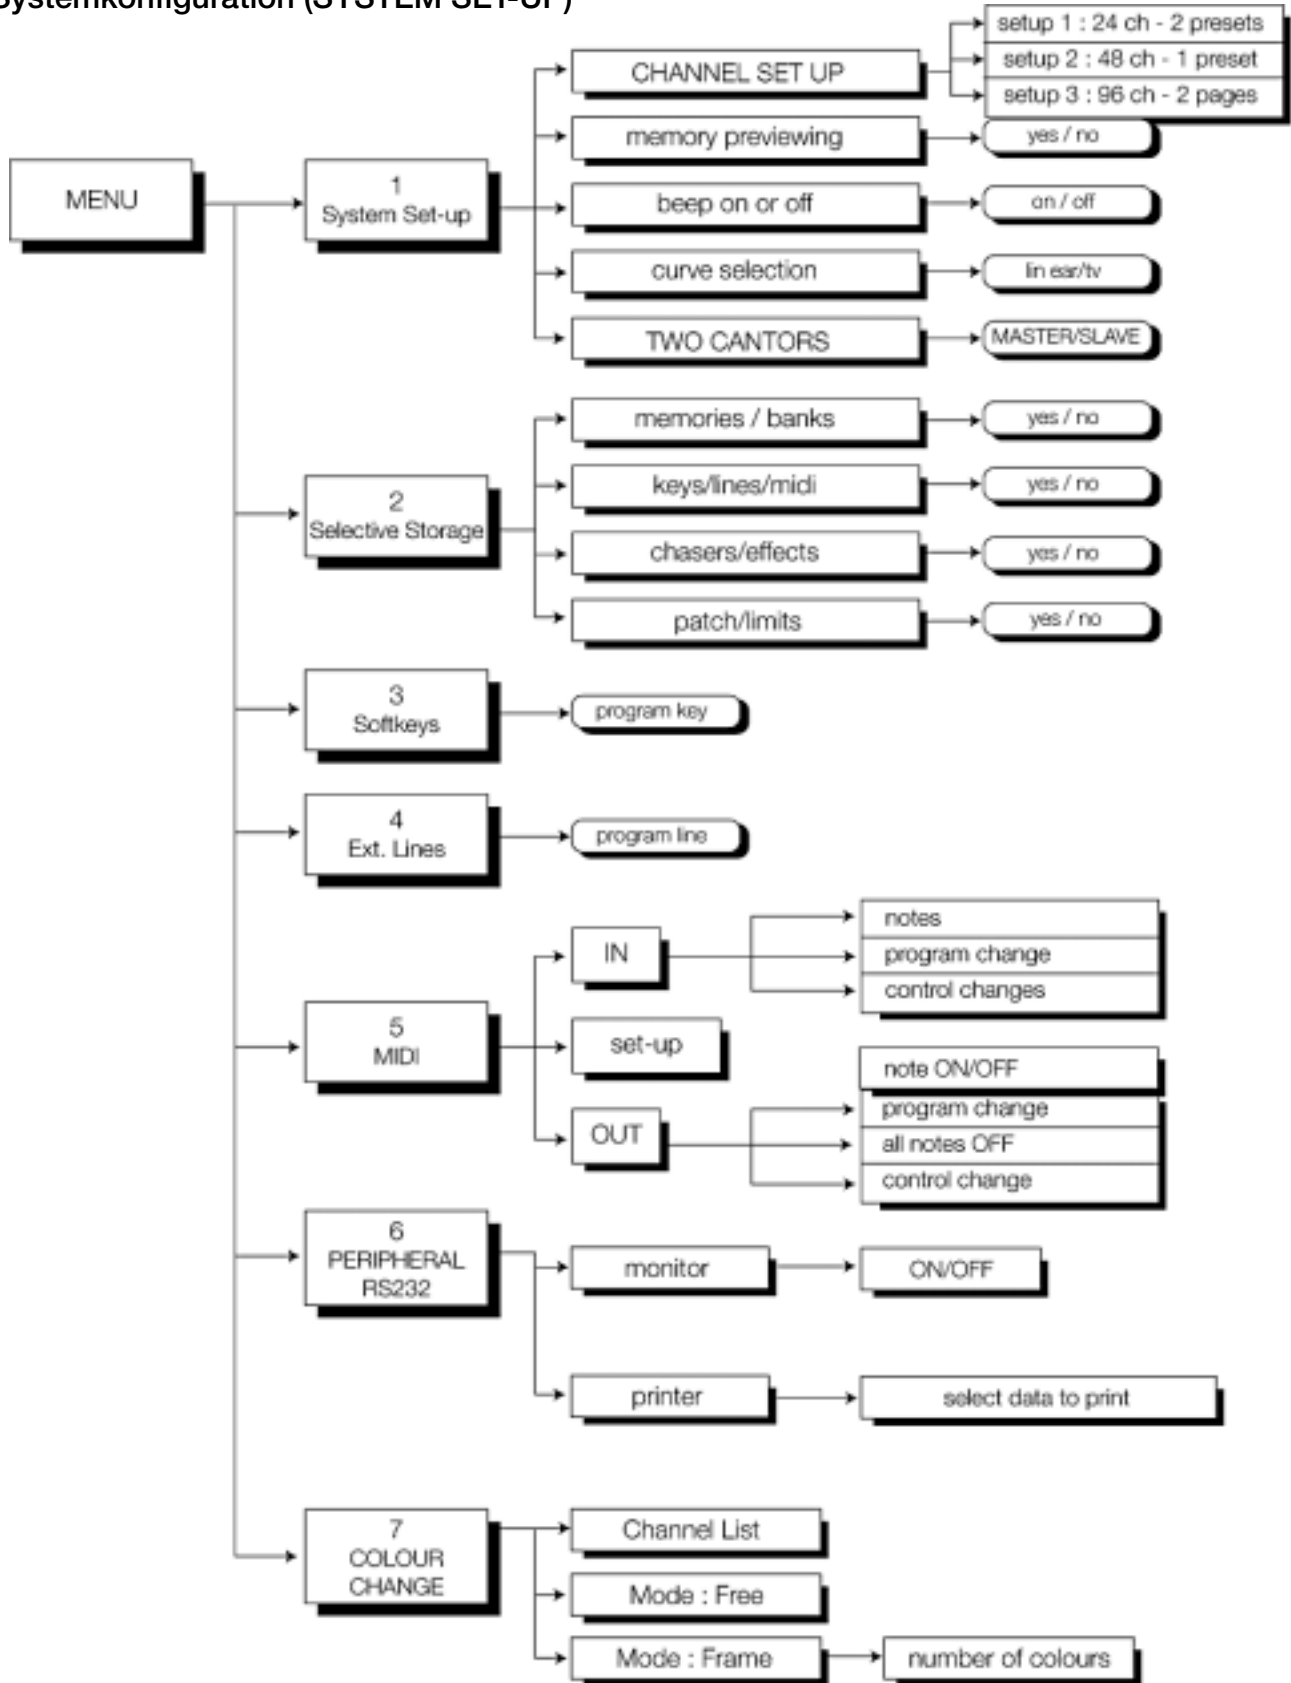 Systemkonfiguration (SYSTEM SET-UP)
MENU
1
System Set-up
CHANNEL SET UP
setup 1 : 24 ch - 2 presets
setup 2 : 48 ch - 1 preset
setup 3 : 96 ch - 2 pages
memory previewing
yes / no
beep on or off
on / off
curve selection
lin ear/tv
TWO CANTORS
MASTER/SLAVE
2
Selective Storage
memories / banks
yes / no
keys/lines/midi
yes / no
chasers/effects
yes / no
patch/limits
yes / no
3
Softkeys
program key
4
Ext. Lines
program line
5
MIDI
IN
notes
program change
control changes
set-up
OUT
note ON/OFF
program change
all notes OFF
control change
6
PERIPHERAL
RS232
monitor
ON/OFF
printer
select data to print
7
COLOUR
CHANGE
Channel List
Mode : Free
Mode : Frame
number of colours